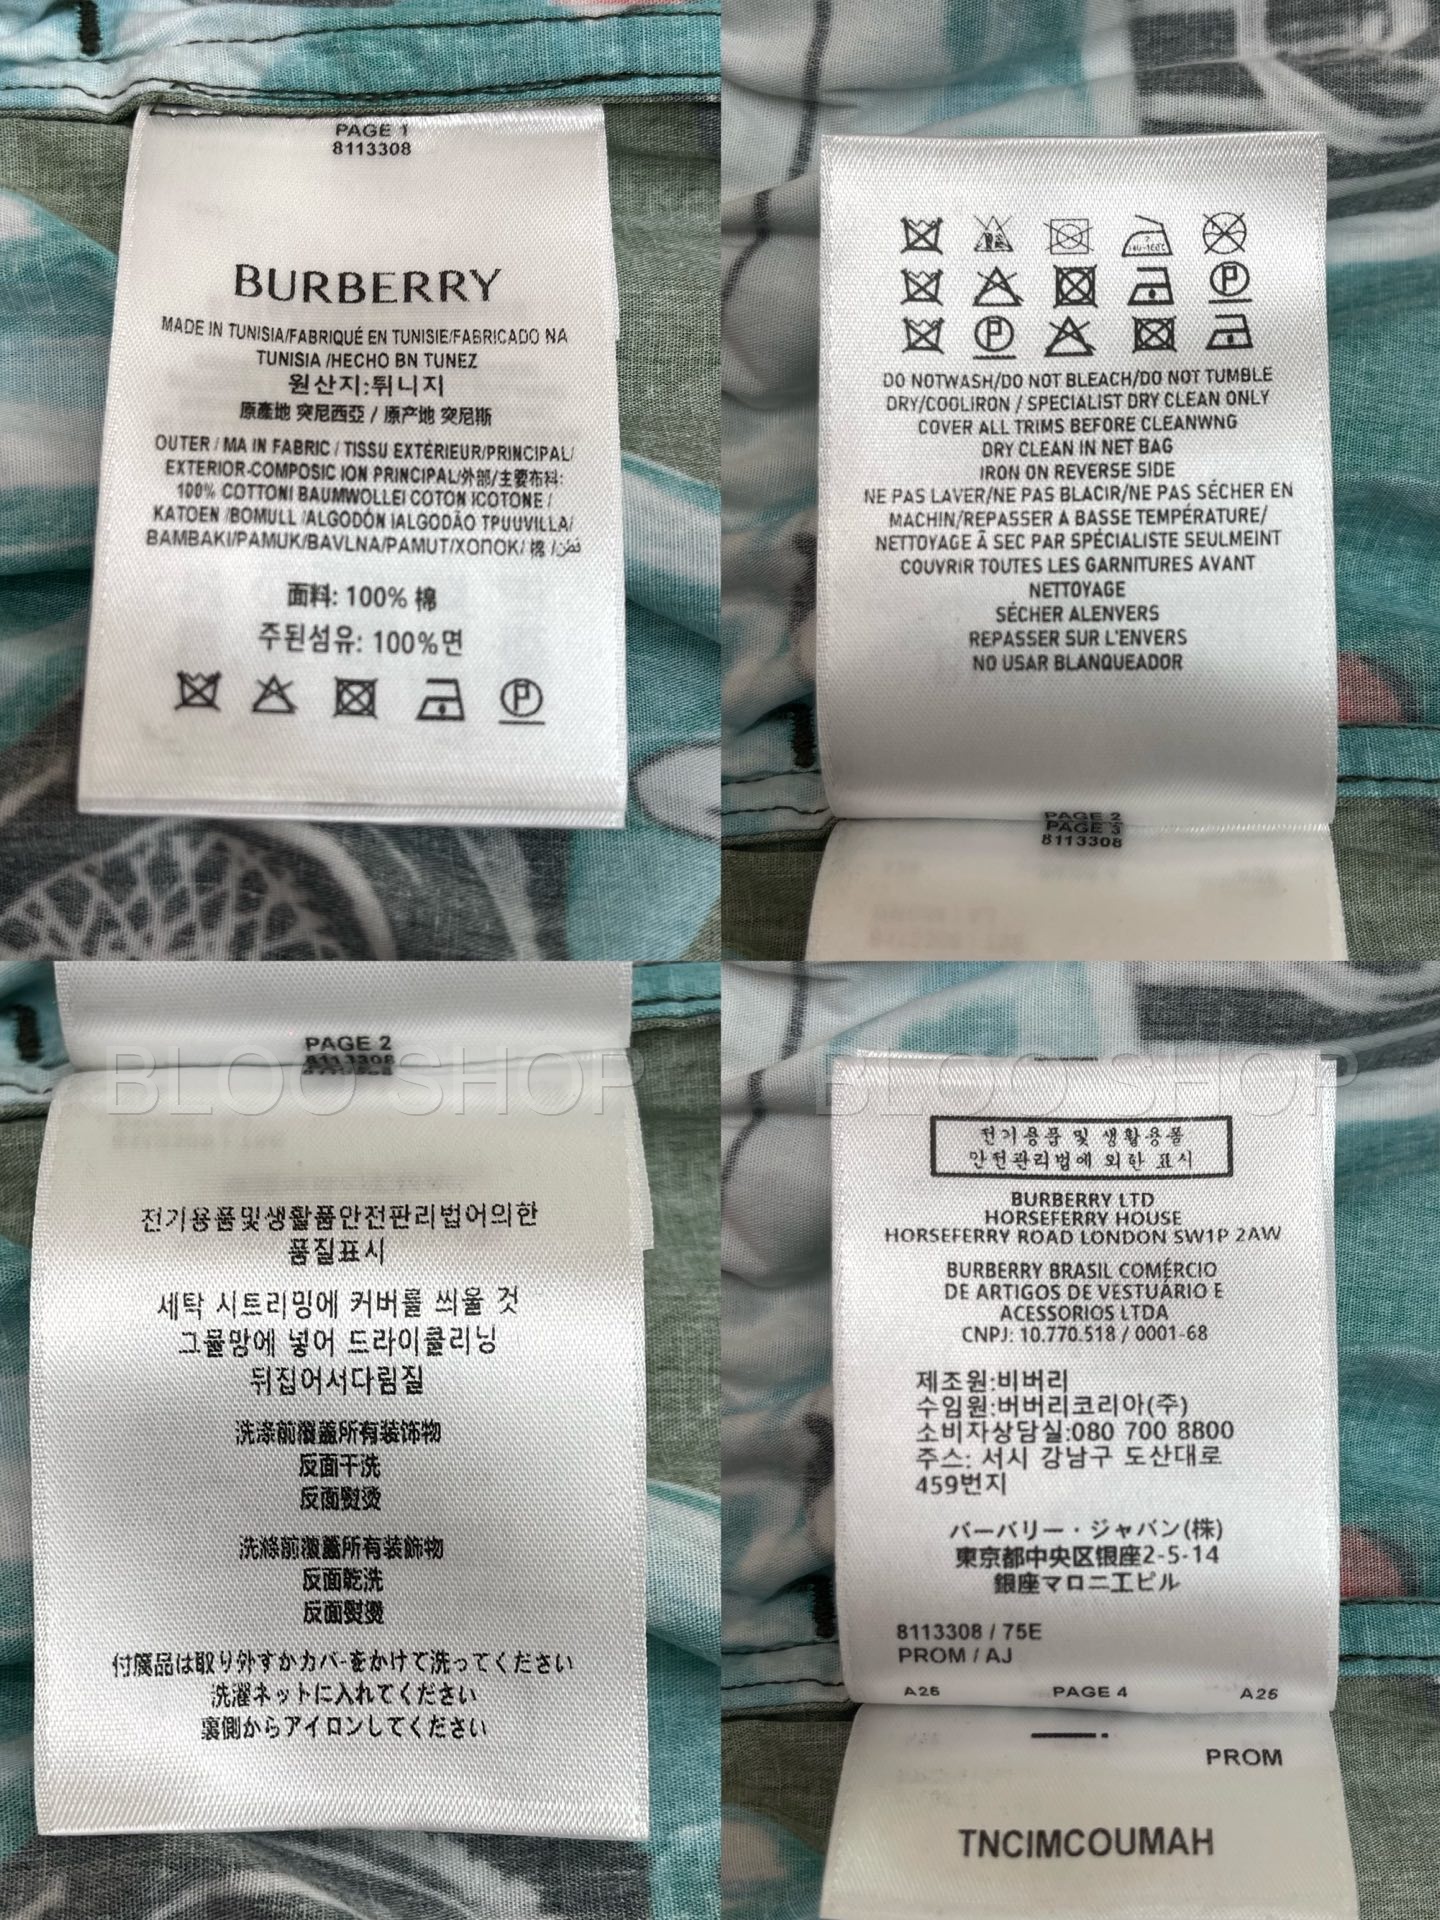 PAGE 1
8113308
BURBERRY
MADE IN TUNISIA/FABRIQUÉ EN TUNISIE/FABRICADO NA
TUNISIA /HECHO BN TUNEZ
원산지:튀니지
原產地 突尼西亞 / 原产地 突尼斯
OUTER / MA IN FABRIC / TISSU EXTÉRIEUR/PRINCIPAL/
EXTERIOR-COMPOSIC ION PRINCIPAL/外部/主要布料:
100% COTTONI BAUMWOLLEI COTON ICOTONE /
KATOEN /BOMULL /ALGODÓN IALGODÃO TPUUVILLA/
BAMBAKI/PAMUK/BAVLNA/PAMUT/ХОПОК/ 棉 /قطن
面料: 100% 棉
주된섬유: 100%면
DO NOTWASH/DO NOT BLEACH/DO NOT TUMBLE
DRY/COOLIRON / SPECIALIST DRY CLEAN ONLY
COVER ALL TRIMS BEFORE CLEANWNG
DRY CLEAN IN NET BAG
IRON ON REVERSE SIDE
NE PAS LAVER/NE PAS BLACIR/NE PAS SÉCHER EN
MACHIN/REPASSER A BASSE TEMPÉRATURE/
NETTOYAGE Ã SEC PAR SPÉCIALISTE SEULMEINT
COUVRIR TOUTES LES GARNITURES AVANT
NETTOYAGE
SÉCHER ALENVERS
REPASSER SUR L'ENVERS
NO USAR BLANQUEADOR
PAGE 2
PAGE 3
8113308
PAGE 2
8113308
BLOO SHOP
전기용품및생활품안전판리법어의한
품질표시
세탁 시트리밍에 커버를 씌울 것
그물망에 넣어 드라이쿨리닝
뒤집어서다림질
洗涤前覆盖所有装饰物
反面干洗
反面熨烫
洗滌前覆蓋所有装飾物
反面乾洗
反面熨燙
付属品は取り外すかカバ-をかけて洗ってください
洗濯ネットに入れてください
裏側からアイロンしてください
BLOO SHOP
전기용품 및 생활용품
안전관리법에 외한 표시
BURBERRY LTD
HORSEFERRY HOUSE
HORSEFERRY ROAD LONDON SW1P 2AW
BURBERRY BRASIL COMÉRCIO
DE ARTIGOS DE VESTUÁRIO E
ACESSORIOS LTDA
CNPJ: 10.770.518 / 0001-68
제조원:비버리
수임원:버버리코리아(주)
소비자상담실:080 700 8800
주스: 서시 강남구 도산대로
459번지
バーバリー・ジャバン(株)
東京都中央区银座2-5-14
銀座マロニエビル
8113308 / 75E
PROM / AJ
A26 PAGE 4 A26
PROM
TNCIMCOUMAH